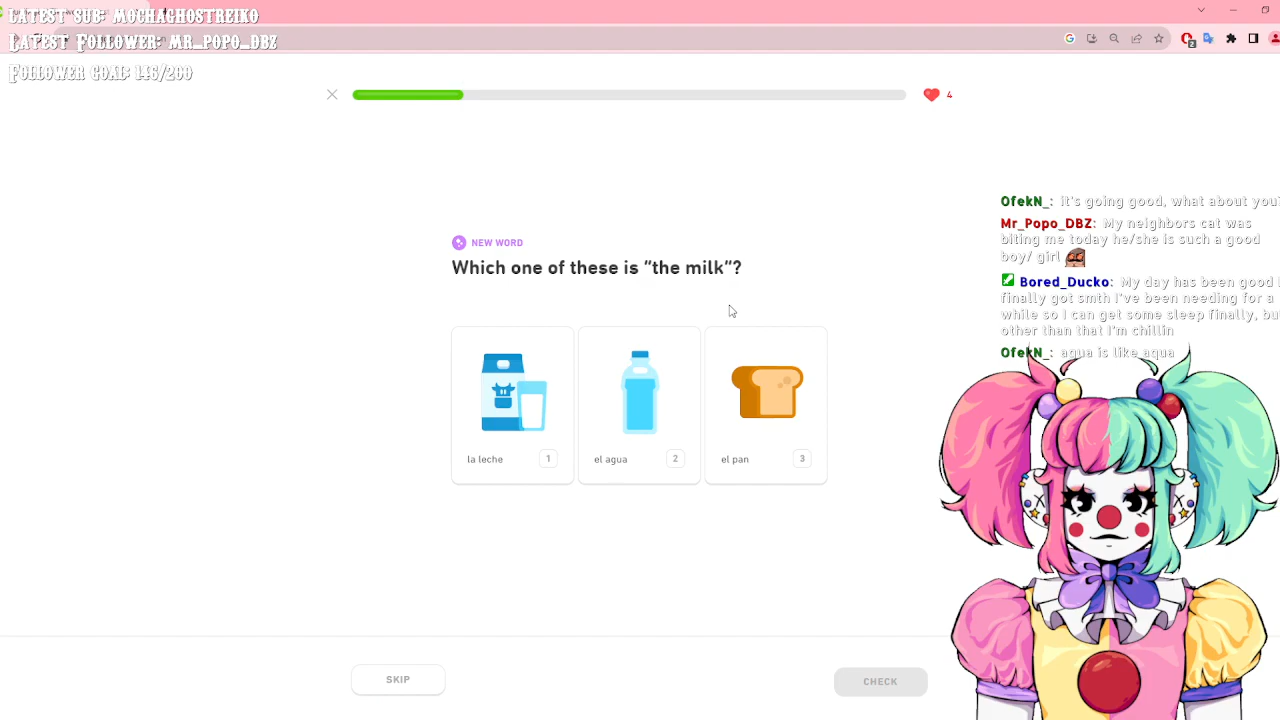 LATEST SUB: MOCHAGHOSTREIKO
LATEST FOLLOWER: MR_POPO_DBZ
FOLLOWER GOAL: 146/200
2
4
NEW WORD
Which one of these is “the milk”?
la leche 1
el agua 2
el pan 3
SKIP
CHECK
OfekN_: it's going good, what about you?
Mr_Popo_DBZ: My neighbors cat was
biting me today he/she is such a good
boy/ girl
Bored_Ducko: My day has been good I
finally got smth I've been needing for a
while so I can get some sleep finally, but
other than that I'm chillin
OfekN_: agua is like aqua